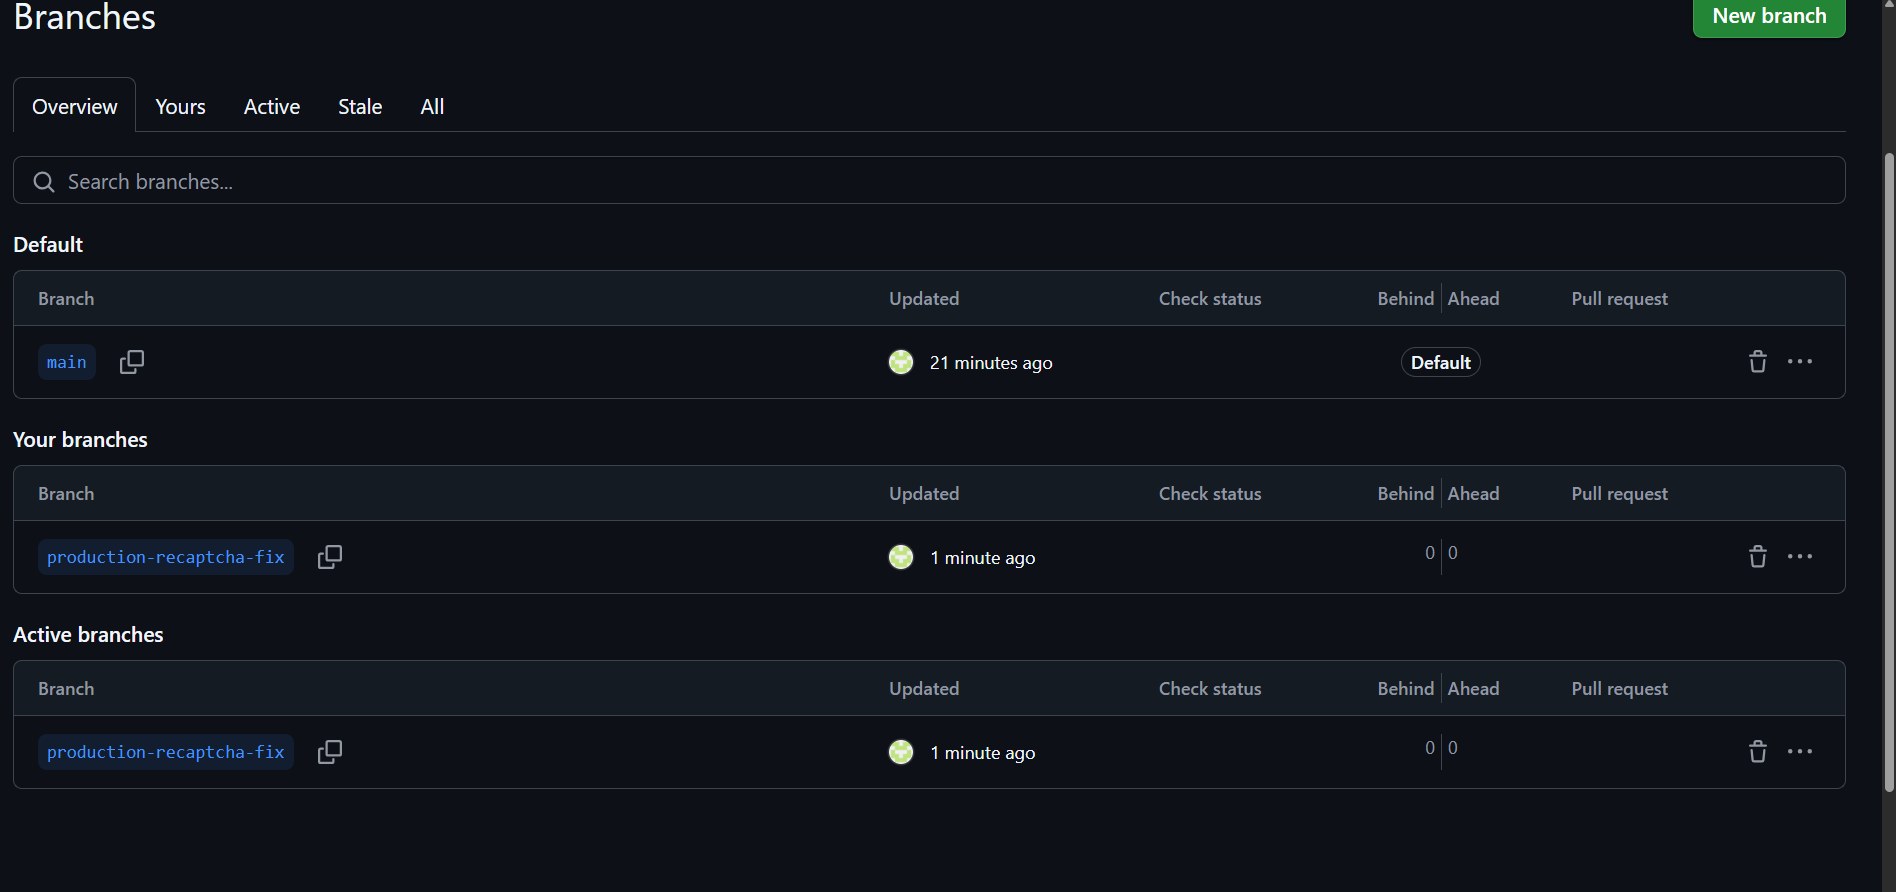 Branches
New branch
Overview Yours Active Stale All
Search branches...
Default
Branch Updated Check status Behind Ahead Pull request
main 21 minutes ago Default
Your branches
Branch Updated Check status Behind Ahead Pull request
production-recaptcha-fix 1 minute ago 0 0
Active branches
Branch Updated Check status Behind Ahead Pull request
production-recaptcha-fix 1 minute ago 0 0